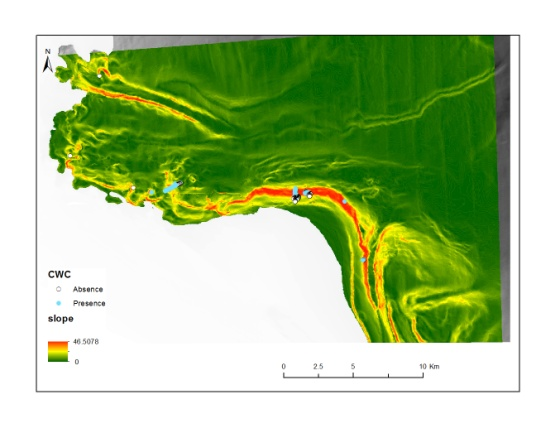 N
CWC
Absence
Presence
slope
46.5078
0
0 2.5 5 10 Km